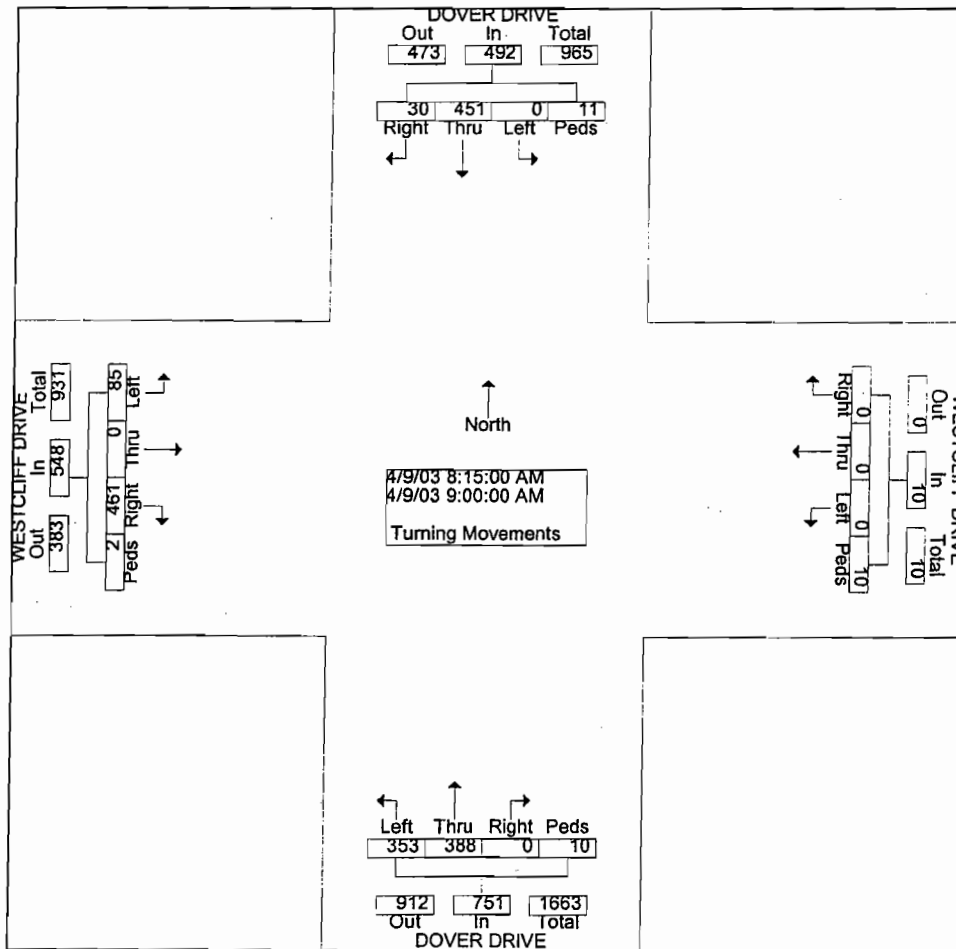 DOVER DRIVE
Out In Total
473 492 965
30 451 0 11
Right Thru Left Peds
WESTCLIFF DRIVE
Total In Out
931 548 383
85 0 461 2
Left Thru Right Peds
North
4/9/03 8:15:00 AM
4/9/03 9:00:00 AM
Turning Movements
Right Thru Left Peds
0 0 0 10
Out In Total
0 10 10
WESTCLIFF DRIVE
Left Thru Right Peds
353 388 0 10
912 751 1663
Out In Total
DOVER DRIVE